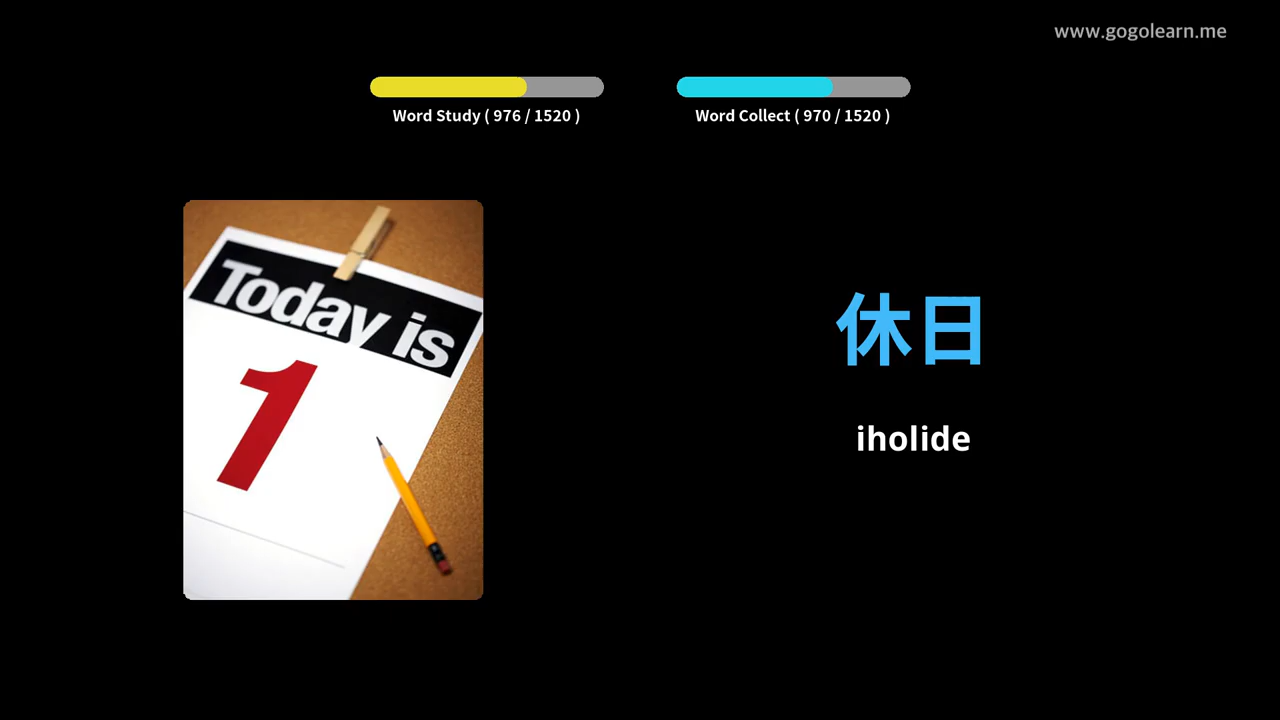 www.gogolearn.me
Word Study ( 976 / 1520 )
Word Collect ( 970 / 1520 )
Today is
1
休日
iholide